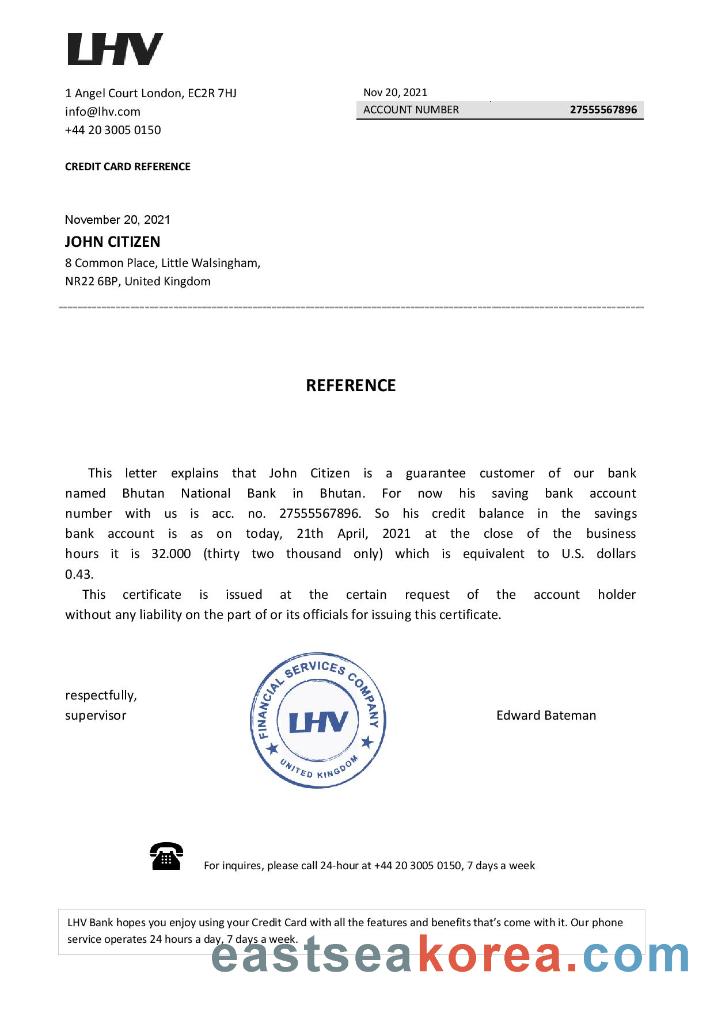 LHV
1 Angel Court London, EC2R 7HJ
info@lhv.com
+44 20 3005 0150
Nov 20, 2021
ACCOUNT NUMBER 27555567896
CREDIT CARD REFERENCE
November 20, 2021
JOHN CITIZEN
8 Common Place, Little Walsingham,
NR22 6BP, United Kingdom
REFERENCE
This letter explains that John Citizen is a guarantee customer of our bank
named Bhutan National Bank in Bhutan. For now his saving bank account
number with us is acc. no. 27555567896. So his credit balance in the savings
bank account is as on today, 21th April, 2021 at the close of the business
hours it is 32.000 (thirty two thousand only) which is equivalent to U.S. dollars
0.43.
This certificate is issued at the certain request of the account holder
without any liability on the part of or its officials for issuing this certificate.
respectfully,
supervisor
FINANCIAL SERVICES COMPANY
LHV
UNITED KINGDOM
Edward Bateman
For inquires, please call 24-hour at +44 20 3005 0150, 7 days a week
LHV Bank hopes you enjoy using your Credit Card with all the features and benefits that's come with it. Our phone
service operates 24 hours a day, 7 days a week.
eastseakorea.com